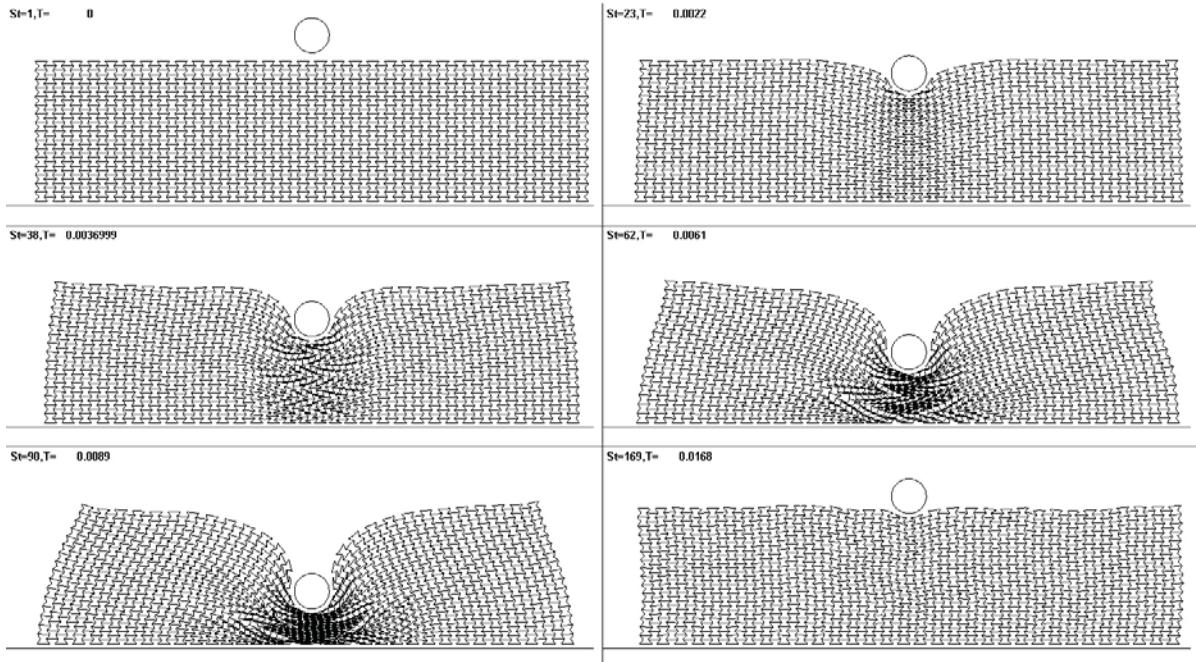 St=1,T= 0
St=23,T= 0.0022
St=38,T= 0.0036999
St=62,T= 0.0061
St=90,T= 0.0089
St=169,T= 0.0168